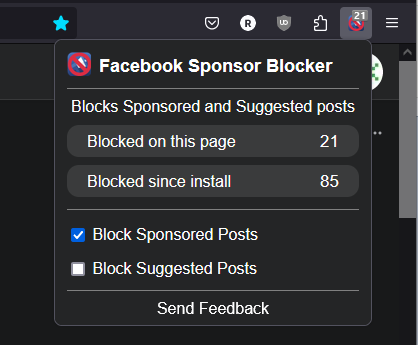 21
Facebook Sponsor Blocker
Blocks Sponsored and Suggested posts
Blocked on this page 21
Blocked since install 85
Block Sponsored Posts
Block Suggested Posts
Send Feedback